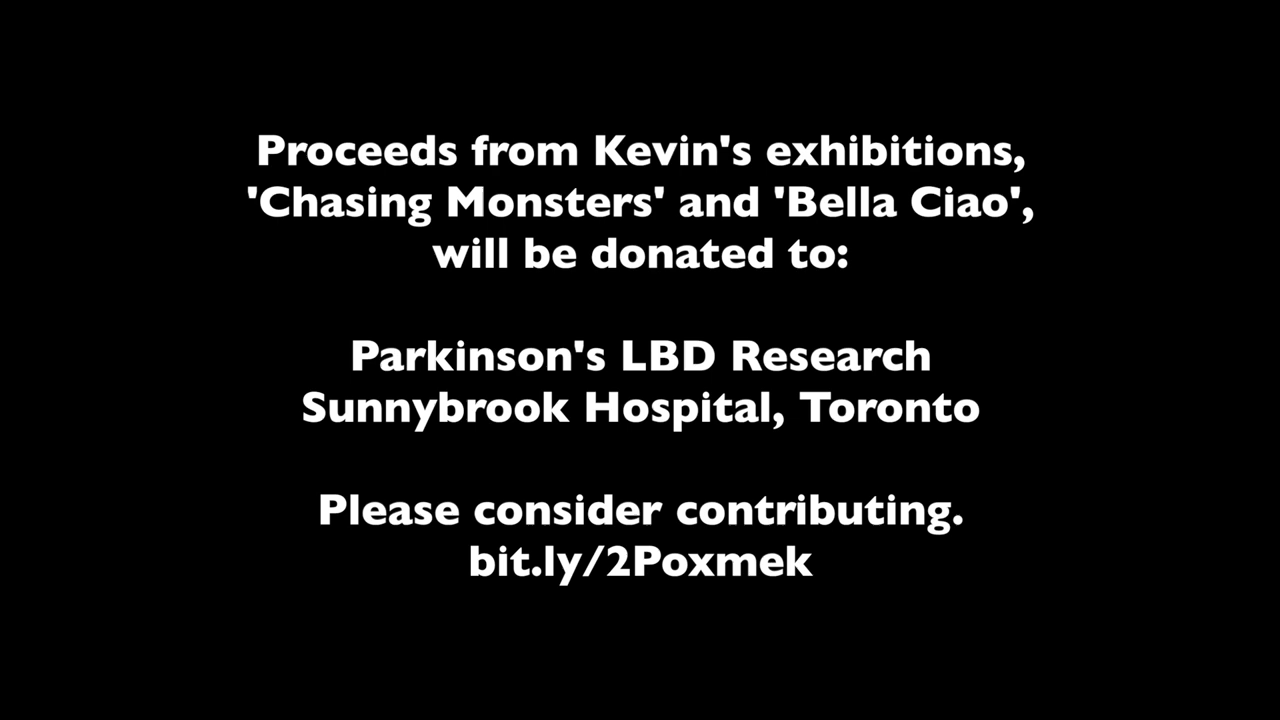 Proceeds from Kevin's exhibitions,
'Chasing Monsters' and 'Bella Ciao',
will be donated to:
Parkinson's LBD Research
Sunnybrook Hospital, Toronto
Please consider contributing.
bit.ly/2Poxmek